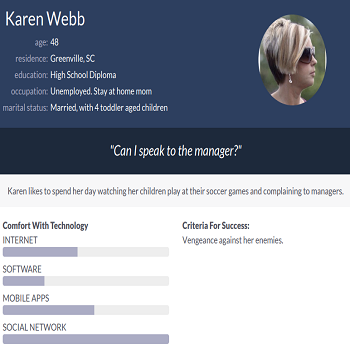 Karen Webb
age: 48
residence: Greenville, SC
education: High School Diploma
occupation: Unemployed. Stay at home mom
marital status: Married, with 4 toddler aged children
"Can I speak to the manager?"
Karen likes to spend her day watching her children play at their soccer games and complaining to managers.
Comfort With Technology
INTERNET
SOFTWARE
MOBILE APPS
SOCIAL NETWORK
Criteria For Success:
Vengeance against her enemies.